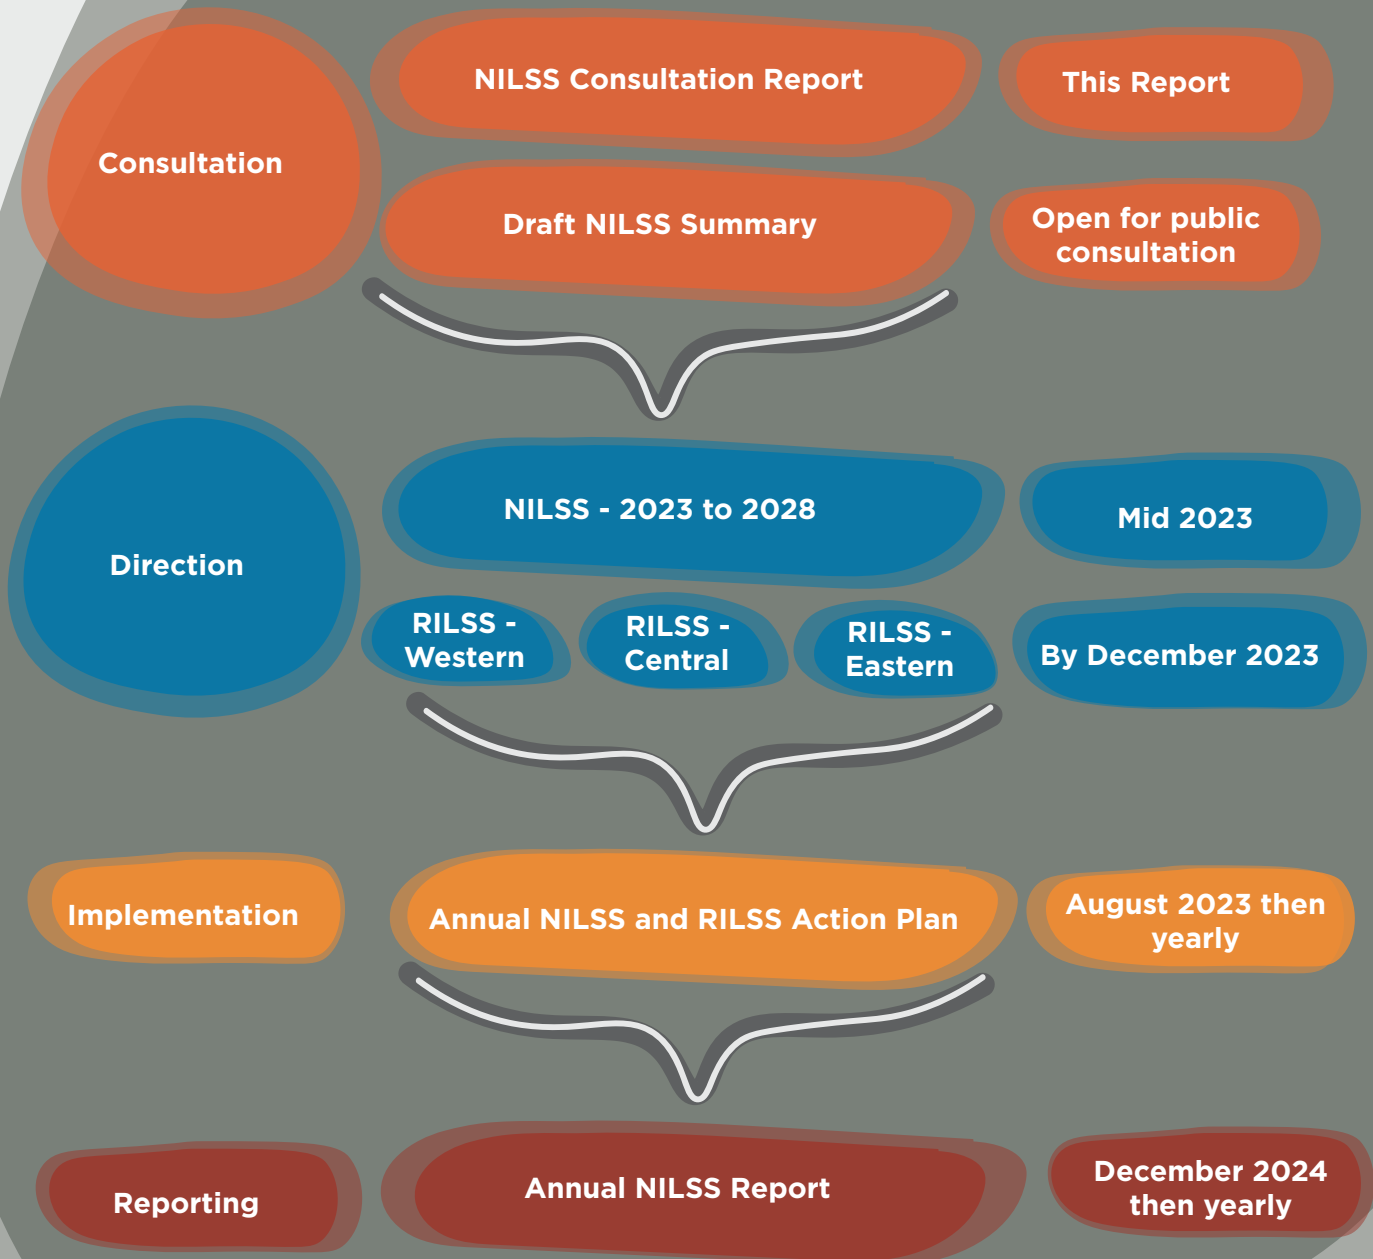 Consultation
NILSS Consultation Report
This Report
Draft NILSS Summary
Open for public
consultation
Direction
NILSS - 2023 to 2028
Mid 2023
RILSS -
Western
RILSS -
Central
RILSS -
Eastern
By December 2023
Implementation
Annual NILSS and RILSS Action Plan
August 2023 then
yearly
Reporting
Annual NILSS Report
December 2024
then yearly